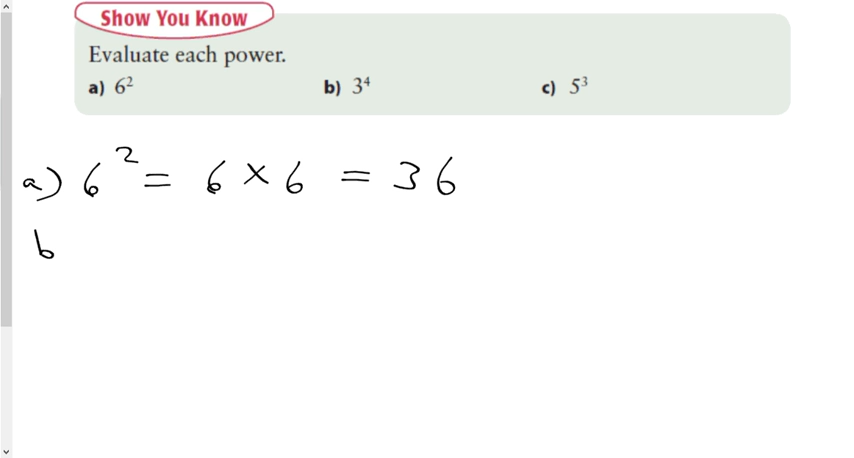 Show You Know
Evaluate each power.
a) 6² b) 3⁴ c) 5³
a) 6² = 6 × 6 = 36
b